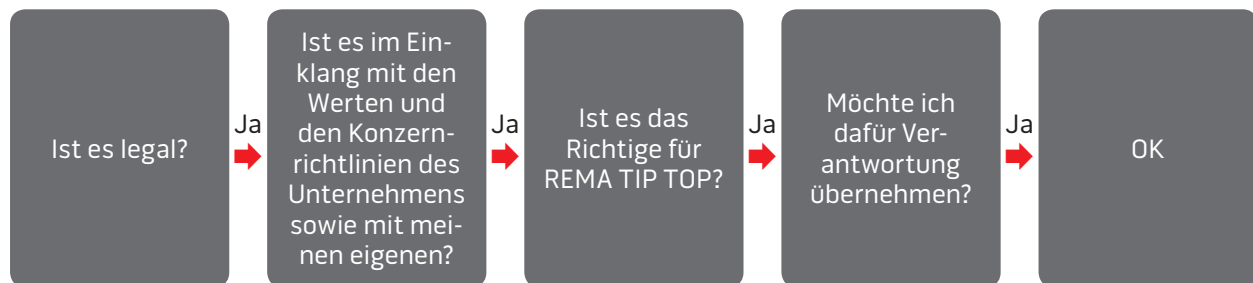 Ist es legal?
Ja
Ist es im Ein-
klang mit den
Werten und
den Konzern-
richtlinien des
Unternehmens
sowie mit mei-
nen eigenen?
Ja
Ist es das
Richtige für
REMA TIP TOP?
Ja
Möchte ich
dafür Ver-
antwortung
übernehmen?
Ja
OK